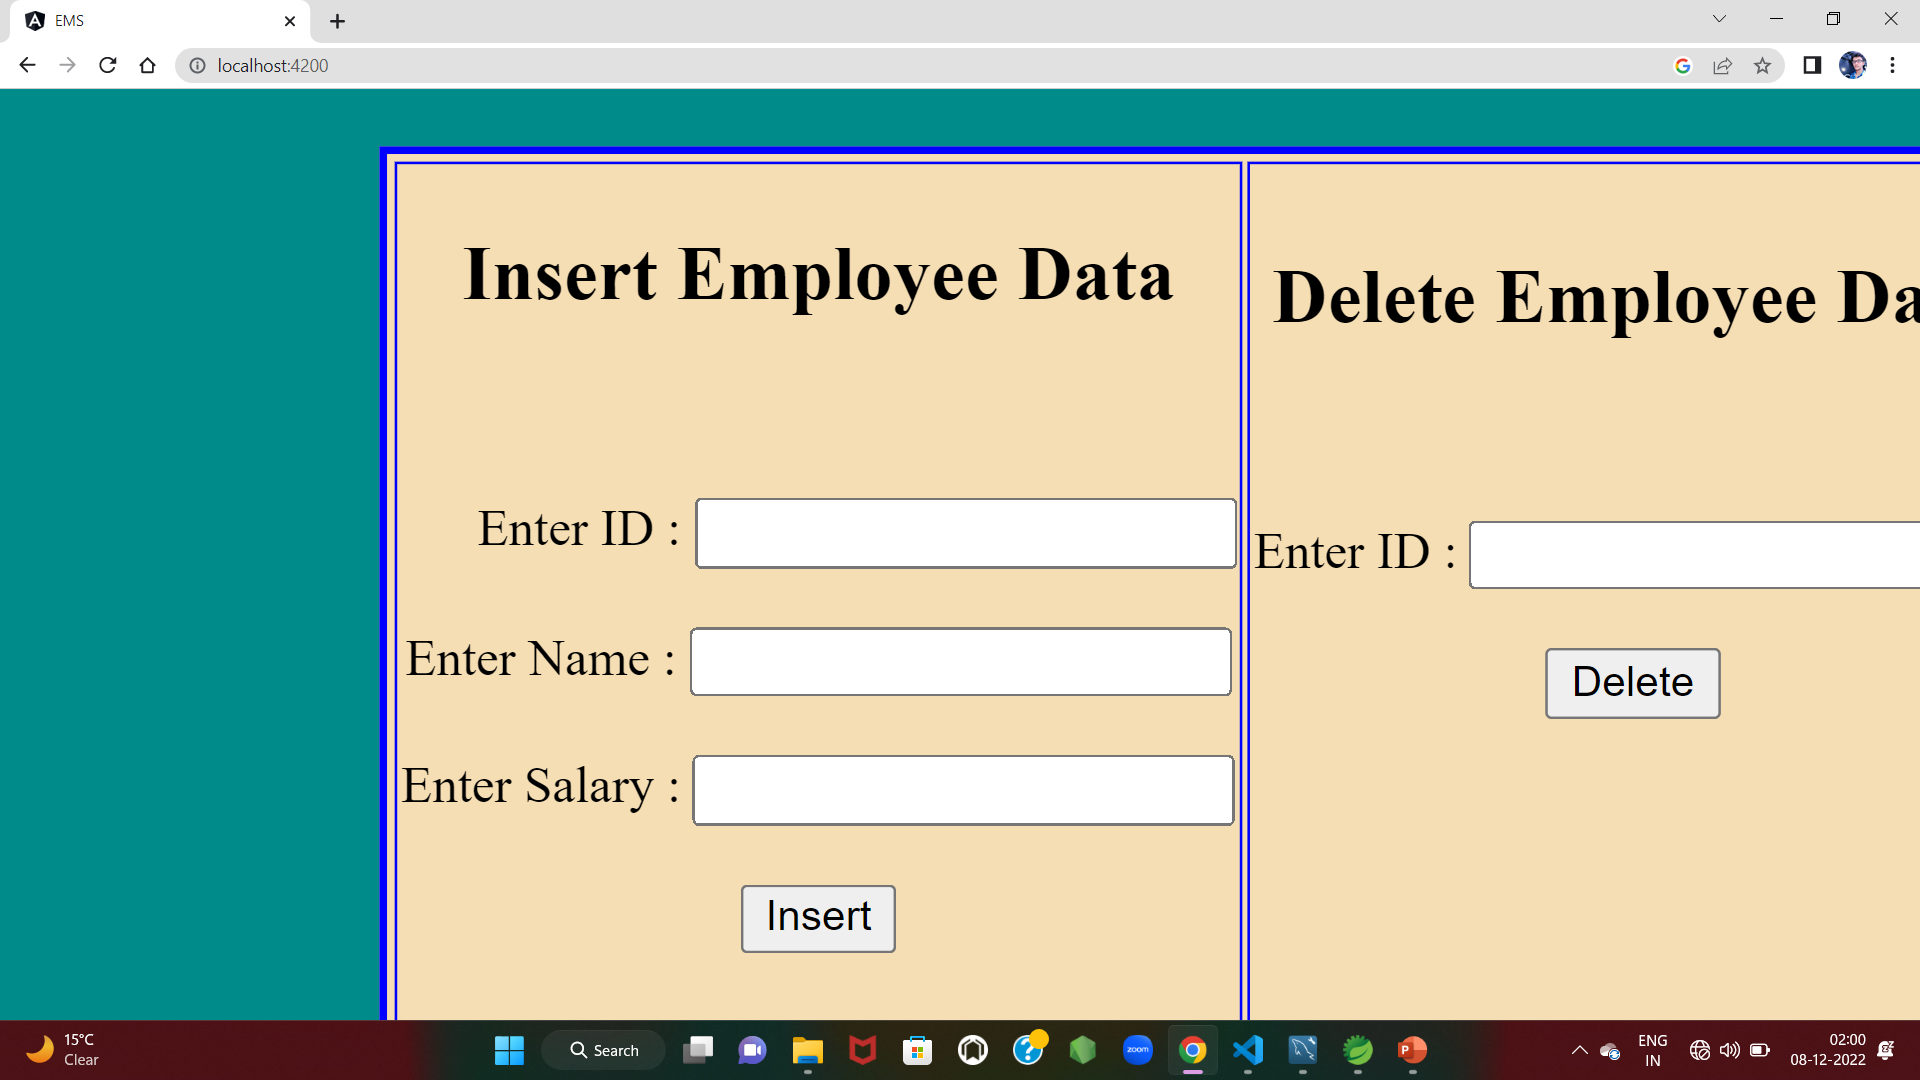 EMS
localhost:4200
Insert Employee Data
Delete Employee Da
Enter ID :
Enter ID :
Enter Name :
Delete
Enter Salary :
Insert
15°C
Clear
Search
zoom
P
ENG
IN
02:00
08-12-2022